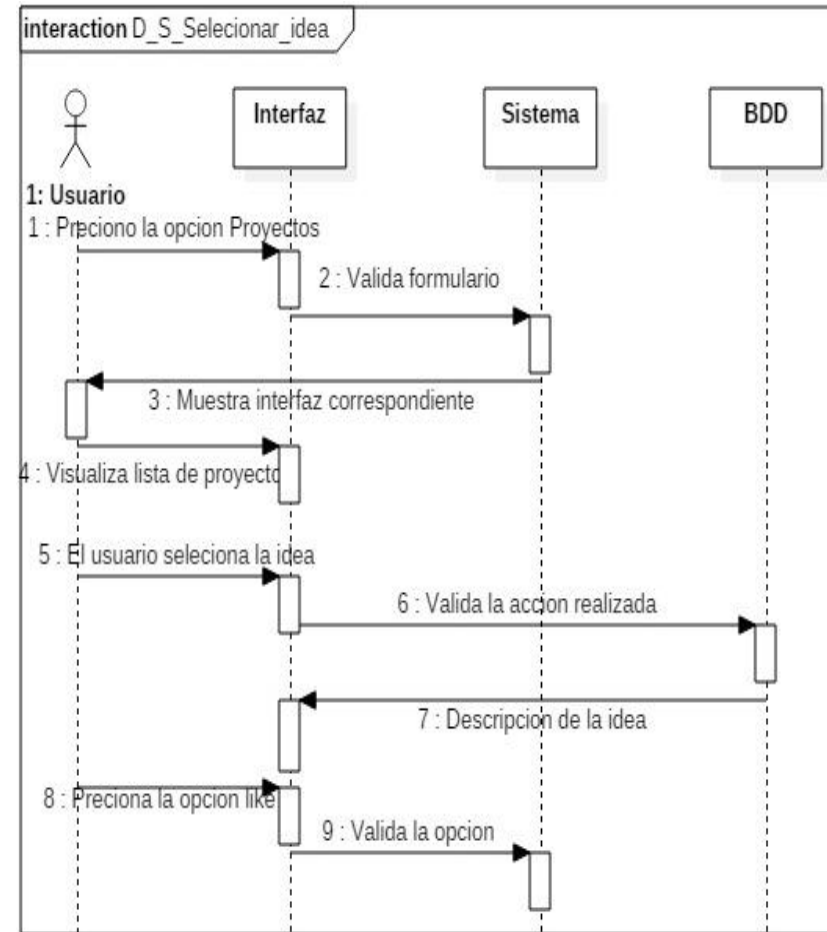 interaction D_S_Selecionar_idea
Interfaz
Sistema
BDD
1: Usuario
1 : Preciono la opcion Proyectos
2 : Valida formulario
3 : Muestra interfaz correspondiente
4 : Visualiza lista de proyecto
5 : El usuario seleciona la idea
6 : Valida la accion realizada
7 : Descripcion de la idea
8 : Preciona la opcion like
9 : Valida la opcion